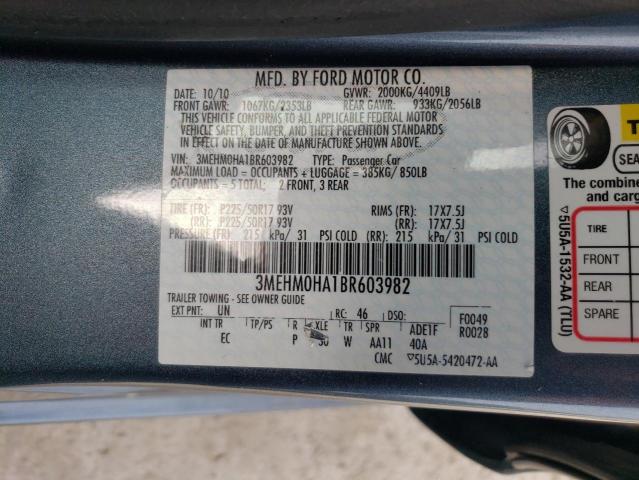 MFD. BY FORD MOTOR CO.
10/10 GVWR: 2000KG/4409LB
FRONT GAWR: 1067KG/2353LB REAR GAWR: 933KG/2056LB
THIS VEHICLE CONFORMS TO ALL APPLICABLE FEDERAL MOTOR
VEHICLE SAFETY, BUMPER, AND THEFT PREVENTION STANDARDS
IN EFFECT ON THE DATE OF MANUFACTURE SHOWN ABOVE.
VIN: 3MEHM0HA1BR603982 TYPE: Passenger Car
MAXIMUM LOAD = OCCUPANTS + LUGGAGE = 385KG/ 850LB
OCCUPANTS = 5 TOTAL: 2 FRONT, 3 REAR
TIRE (FR): P225/50R17 93V RIMS (FR): 17X7.5J
(RR): P225/50R17 93V (RR): 17X7.5J
PRESSURE (FR): 215 kPa/ 31 PSI COLD (RR): 215 kPa/ 31 PSI COLD
3MEHM0HA1BR603982
TRAILER TOWING - SEE OWNER GUIDE
EXT PNT: UN RC: 46 DSO: F0049
INT TR TP/PS R AXLE TR SPR ADE1F R0028
EC P W AA11 40A
CMC ▽5U5A-5420472-AA
▽5U5A-1532-AA (TLU)
The combine
and carg
TIRE
FRONT
REAR
SPARE